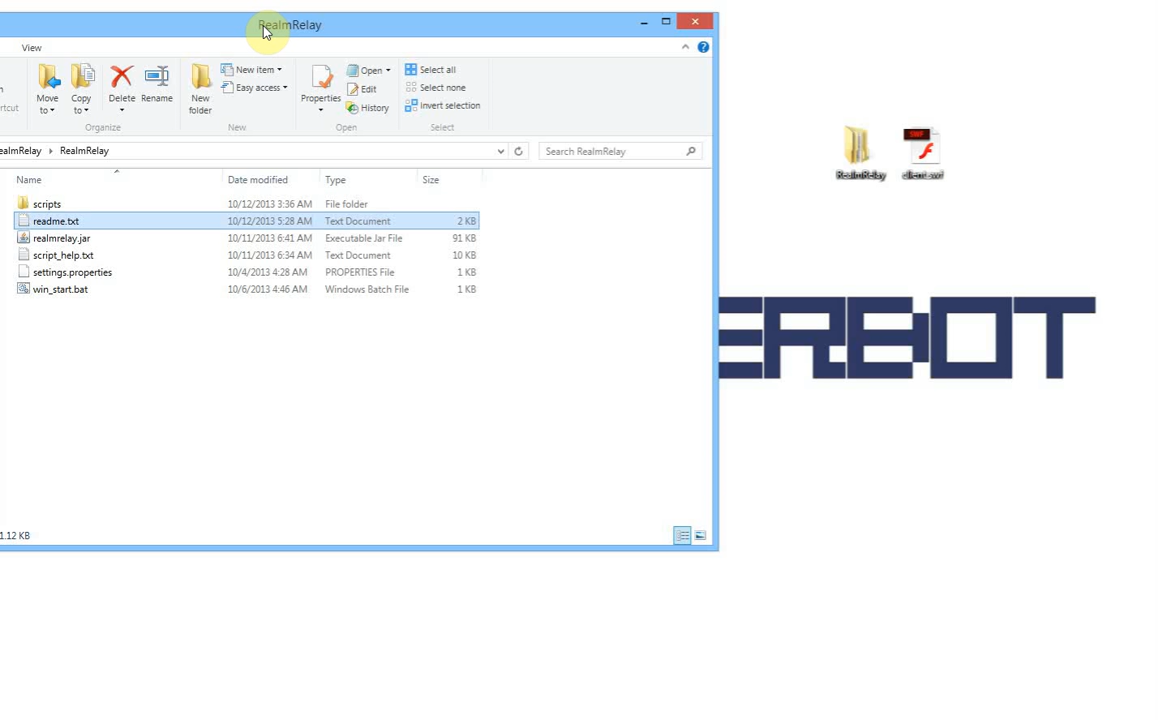 RealmRelay
View
New item
Open
Select all
Easy access
Edit
Select none
Move to
Copy to
Delete
Rename
New folder
Properties
History
Invert selection
Organize
New
Open
Select
RealmRelay
Search RealmRelay
Name
Date modified
Type
Size
scripts
10/12/2013 3:36 AM
File folder
readme.txt
10/12/2013 5:28 AM
Text Document
2 KB
realmrelay.jar
10/11/2013 6:41 AM
Executable Jar File
91 KB
script_help.txt
10/11/2013 6:34 AM
Text Document
10 KB
settings.properties
10/4/2013 4:28 AM
PROPERTIES File
1 KB
win_start.bat
10/6/2013 4:46 AM
Windows Batch File
1 KB
1.12 KB
SWF
RealmRelay
client.swf
ERBOT